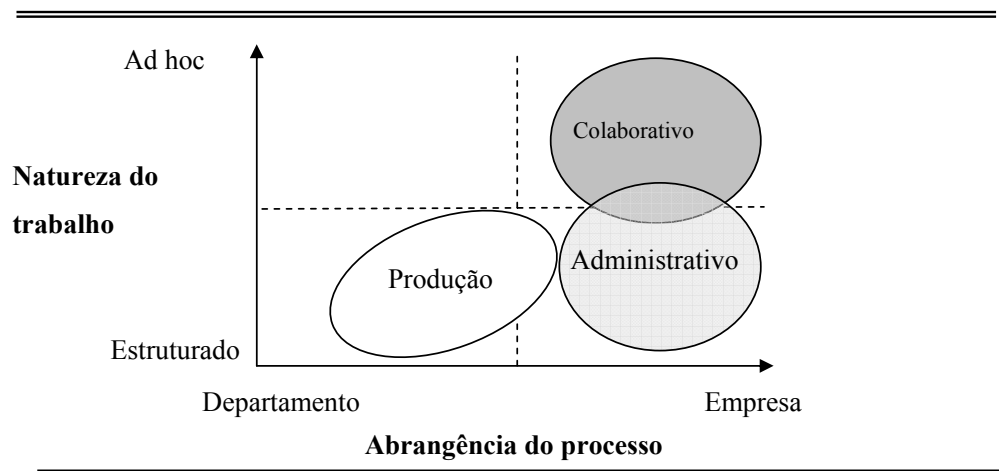 Ad hoc
Colaborativo
Natureza do
trabalho
Administrativo
Produção
Estruturado
Departamento
Empresa
Abrangência do processo